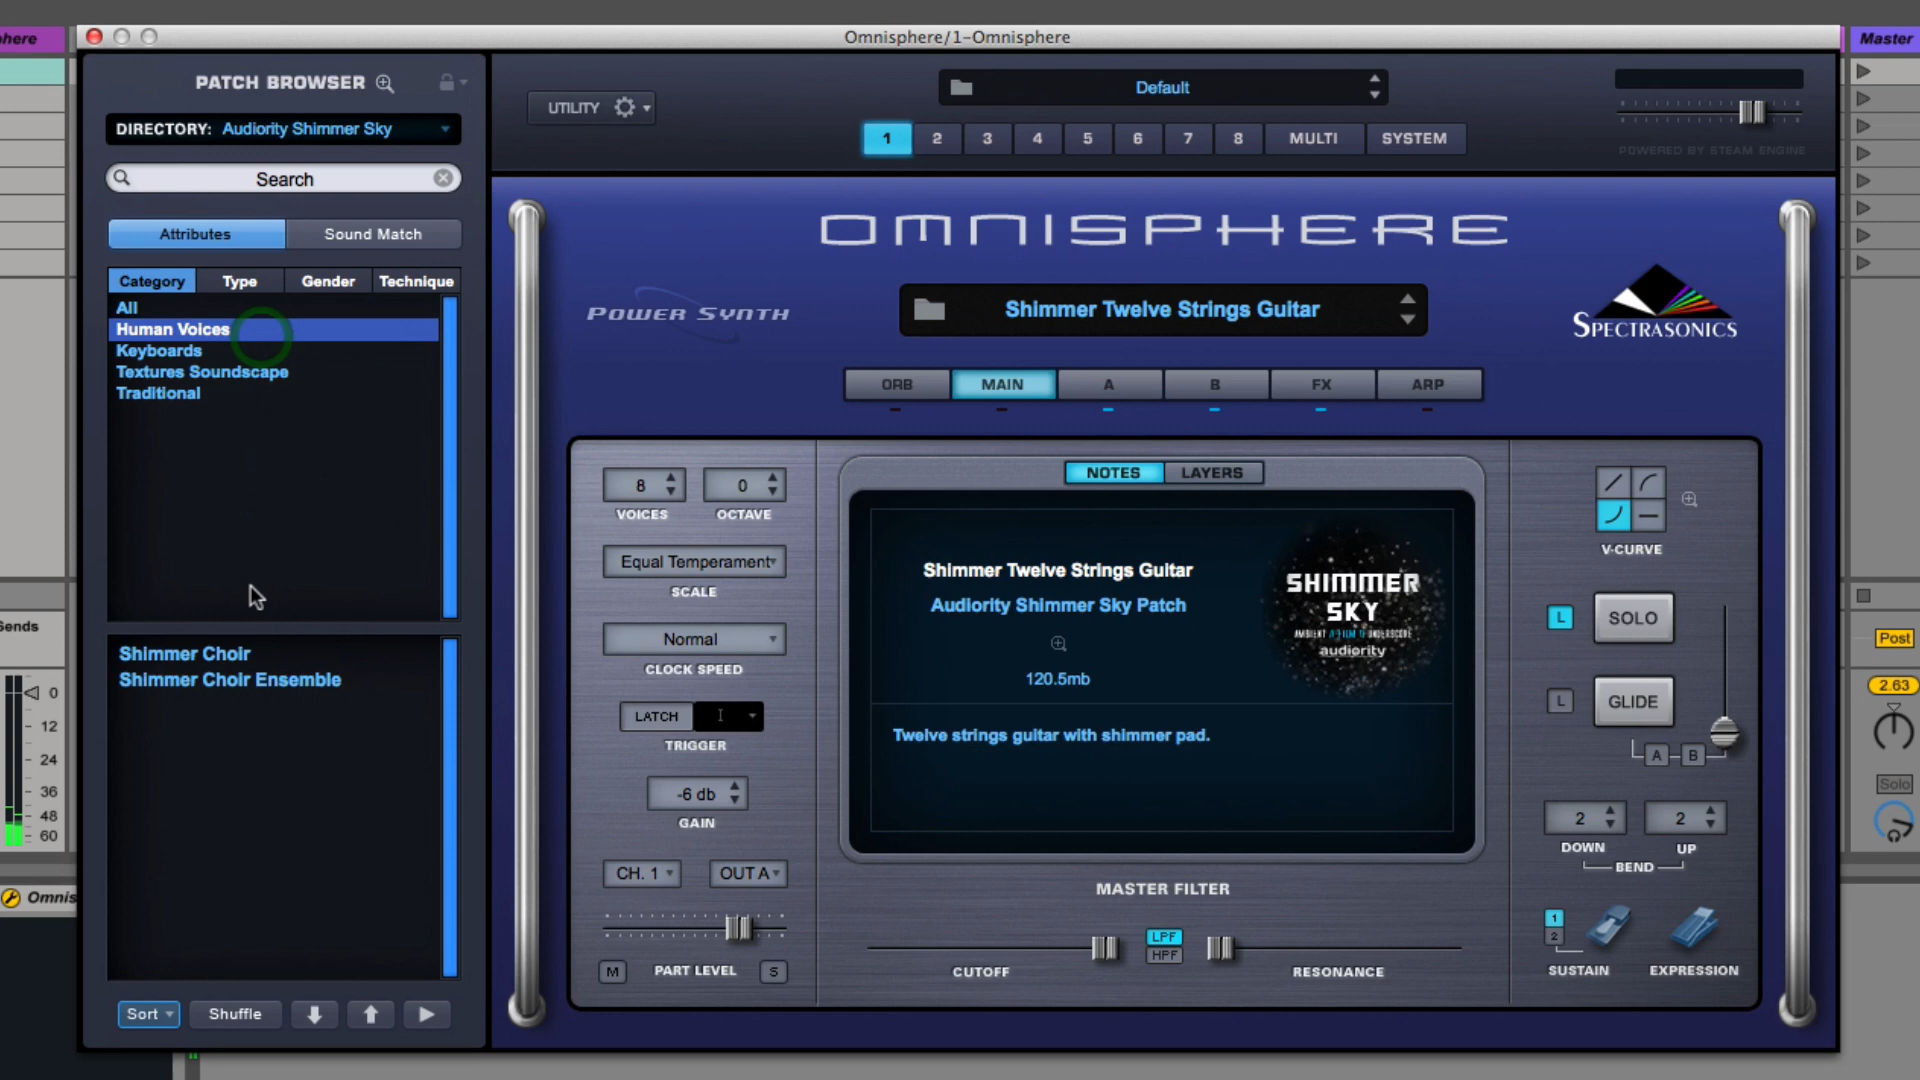 Omnisphere/1-Omnisphere
here
Master
PATCH BROWSER
DIRECTORY: Audiority Shimmer Sky
Search
Attributes
Sound Match
Category
Type
Gender
Technique
All
Human Voices
Keyboards
Textures Soundscape
Traditional
Shimmer Choir
Shimmer Choir Ensemble
Sort
Shuffle
UTILITY
Default
1
2
3
4
5
6
7
8
MULTI
SYSTEM
POWERED BY STEAM ENGINE
OMNISPHERE
POWER SYNTH
Shimmer Twelve Strings Guitar
SPECTRASONICS
ORB
MAIN
A
B
FX
ARP
8
0
VOICES
OCTAVE
Equal Temperament
SCALE
Normal
CLOCK SPEED
LATCH
TRIGGER
-6 db
GAIN
CH. 1
OUT A
M
PART LEVEL
S
NOTES
LAYERS
Shimmer Twelve Strings Guitar
Audiority Shimmer Sky Patch
120.5mb
Twelve strings guitar with shimmer pad.
SHIMMER
SKY
AMBIENT & FILM UNDERSCORE
audiority
MASTER FILTER
CUTOFF
LPF
HPF
RESONANCE
V-CURVE
L
SOLO
L
GLIDE
A
B
2
2
DOWN
UP
BEND
1
2
SUSTAIN
EXPRESSION
Sends
0
12
24
36
48
60
Omnis
Post
2.63
Solo